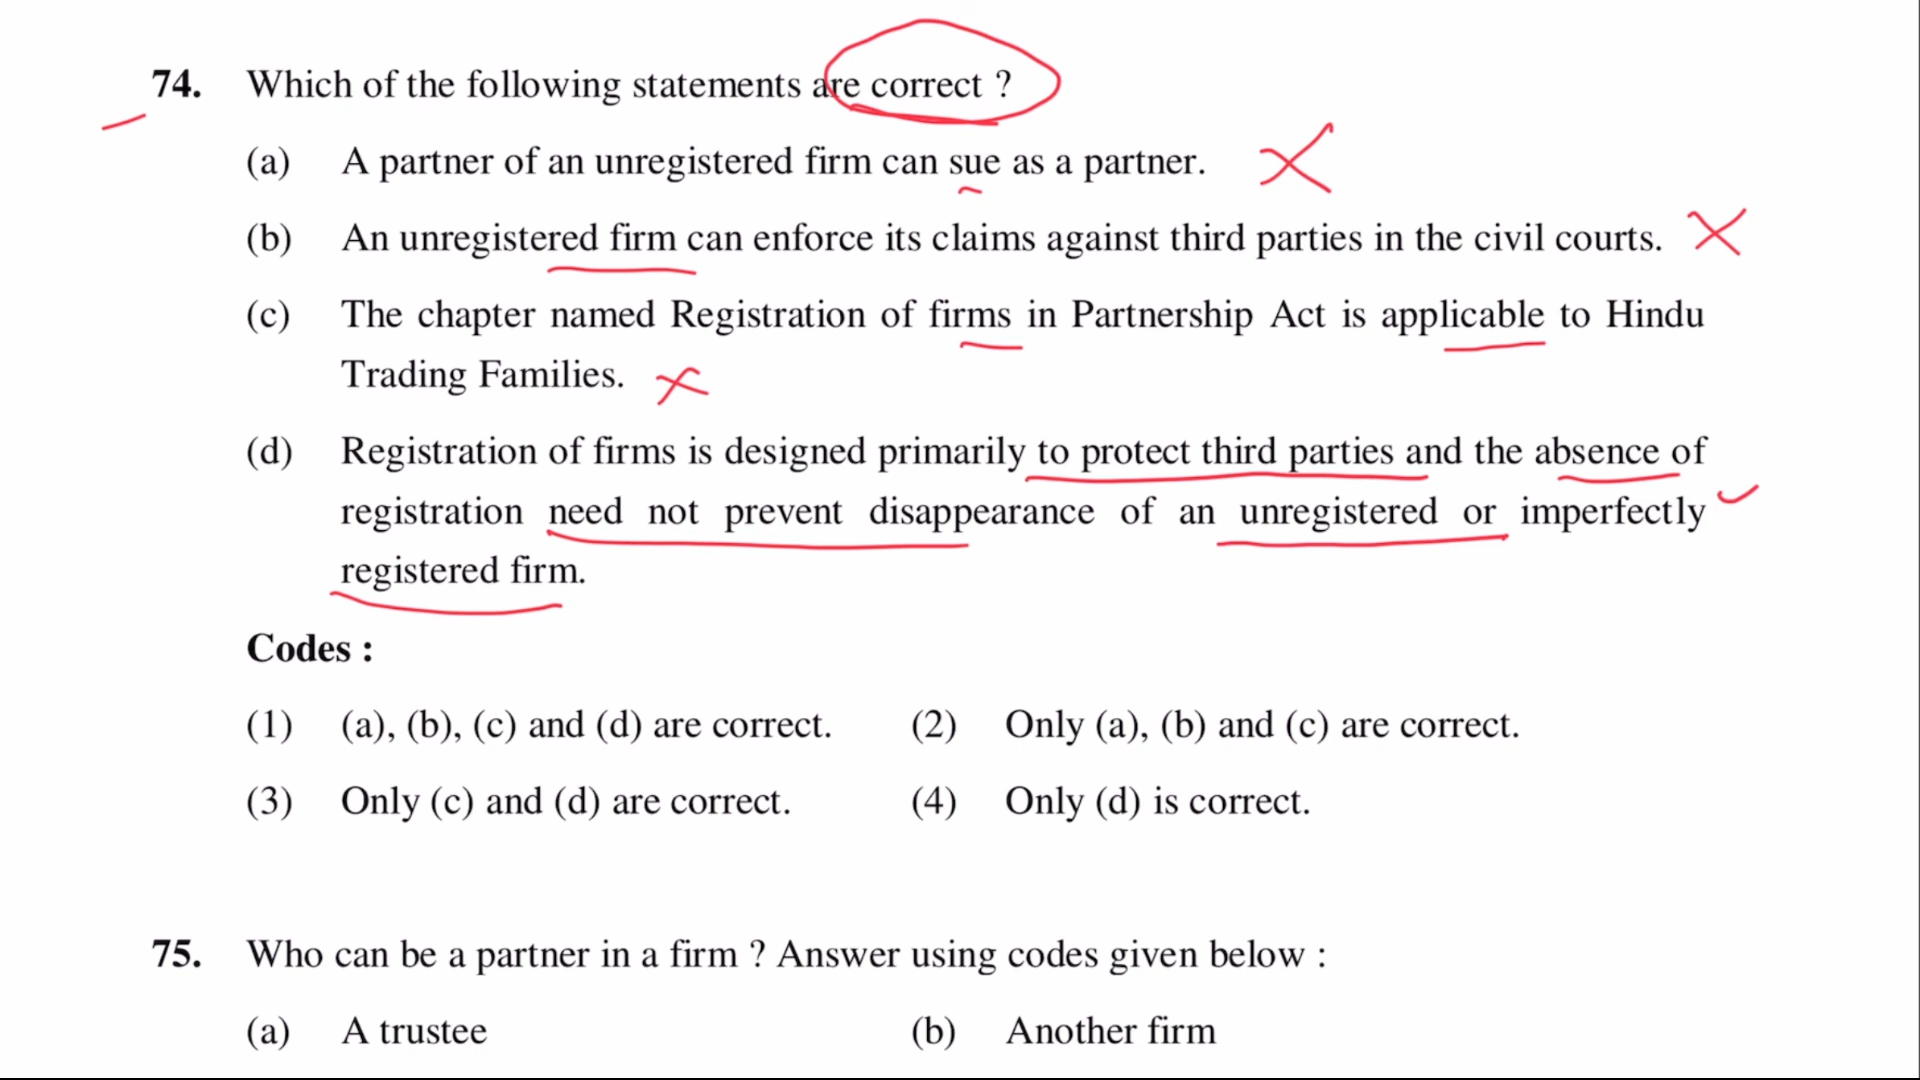 74. Which of the following statements are correct ?
(a) A partner of an unregistered firm can sue as a partner.
(b) An unregistered firm can enforce its claims against third parties in the civil courts.
(c) The chapter named Registration of firms in Partnership Act is applicable to Hindu
Trading Families.
(d) Registration of firms is designed primarily to protect third parties and the absence of
registration need not prevent disappearance of an unregistered or imperfectly
registered firm.
Codes :
(1) (a), (b), (c) and (d) are correct. (2) Only (a), (b) and (c) are correct.
(3) Only (c) and (d) are correct. (4) Only (d) is correct.
75. Who can be a partner in a firm ? Answer using codes given below :
(a) A trustee (b) Another firm